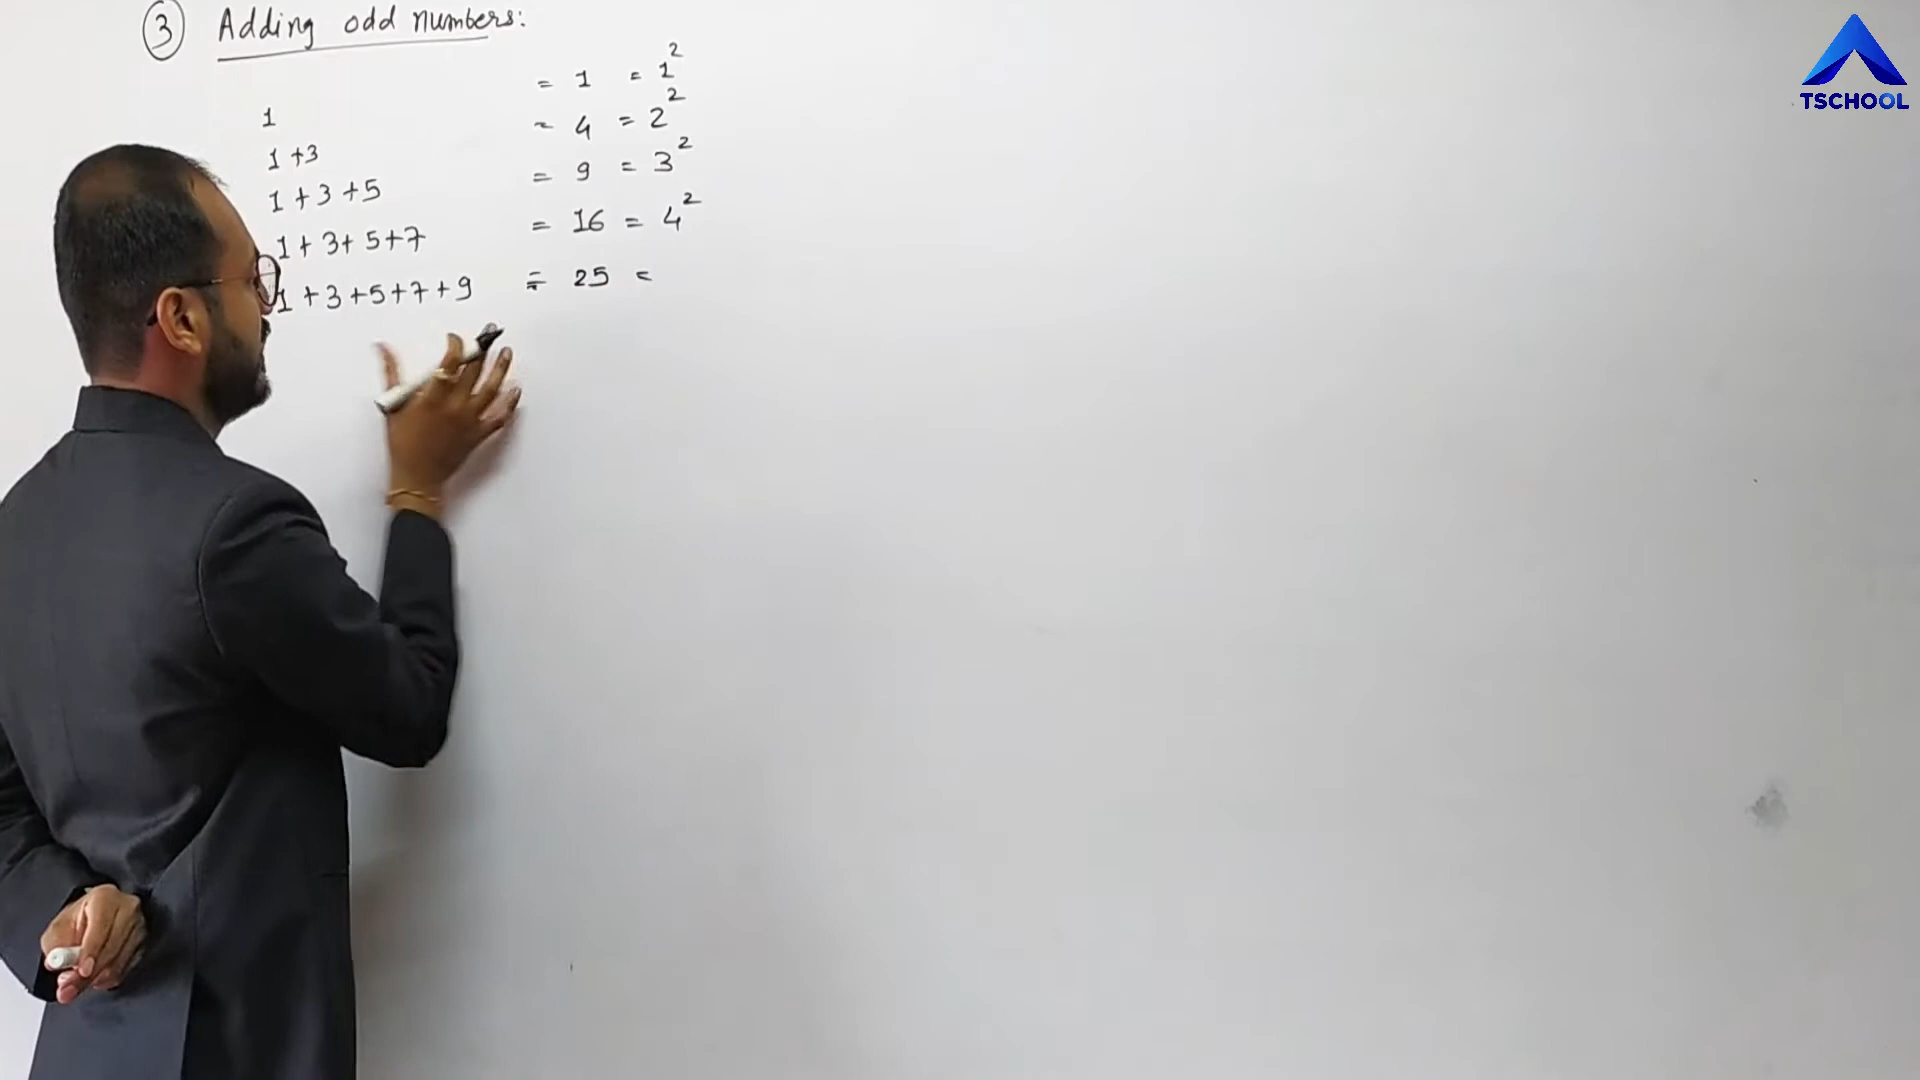 ③ Adding odd numbers:
1 = 1 = 1²
1 + 3 = 4 = 2²
1 + 3 + 5 = 9 = 3²
1 + 3 + 5 + 7 = 16 = 4²
1 + 3 + 5 + 7 + 9 = 25 =
TSCHOOL